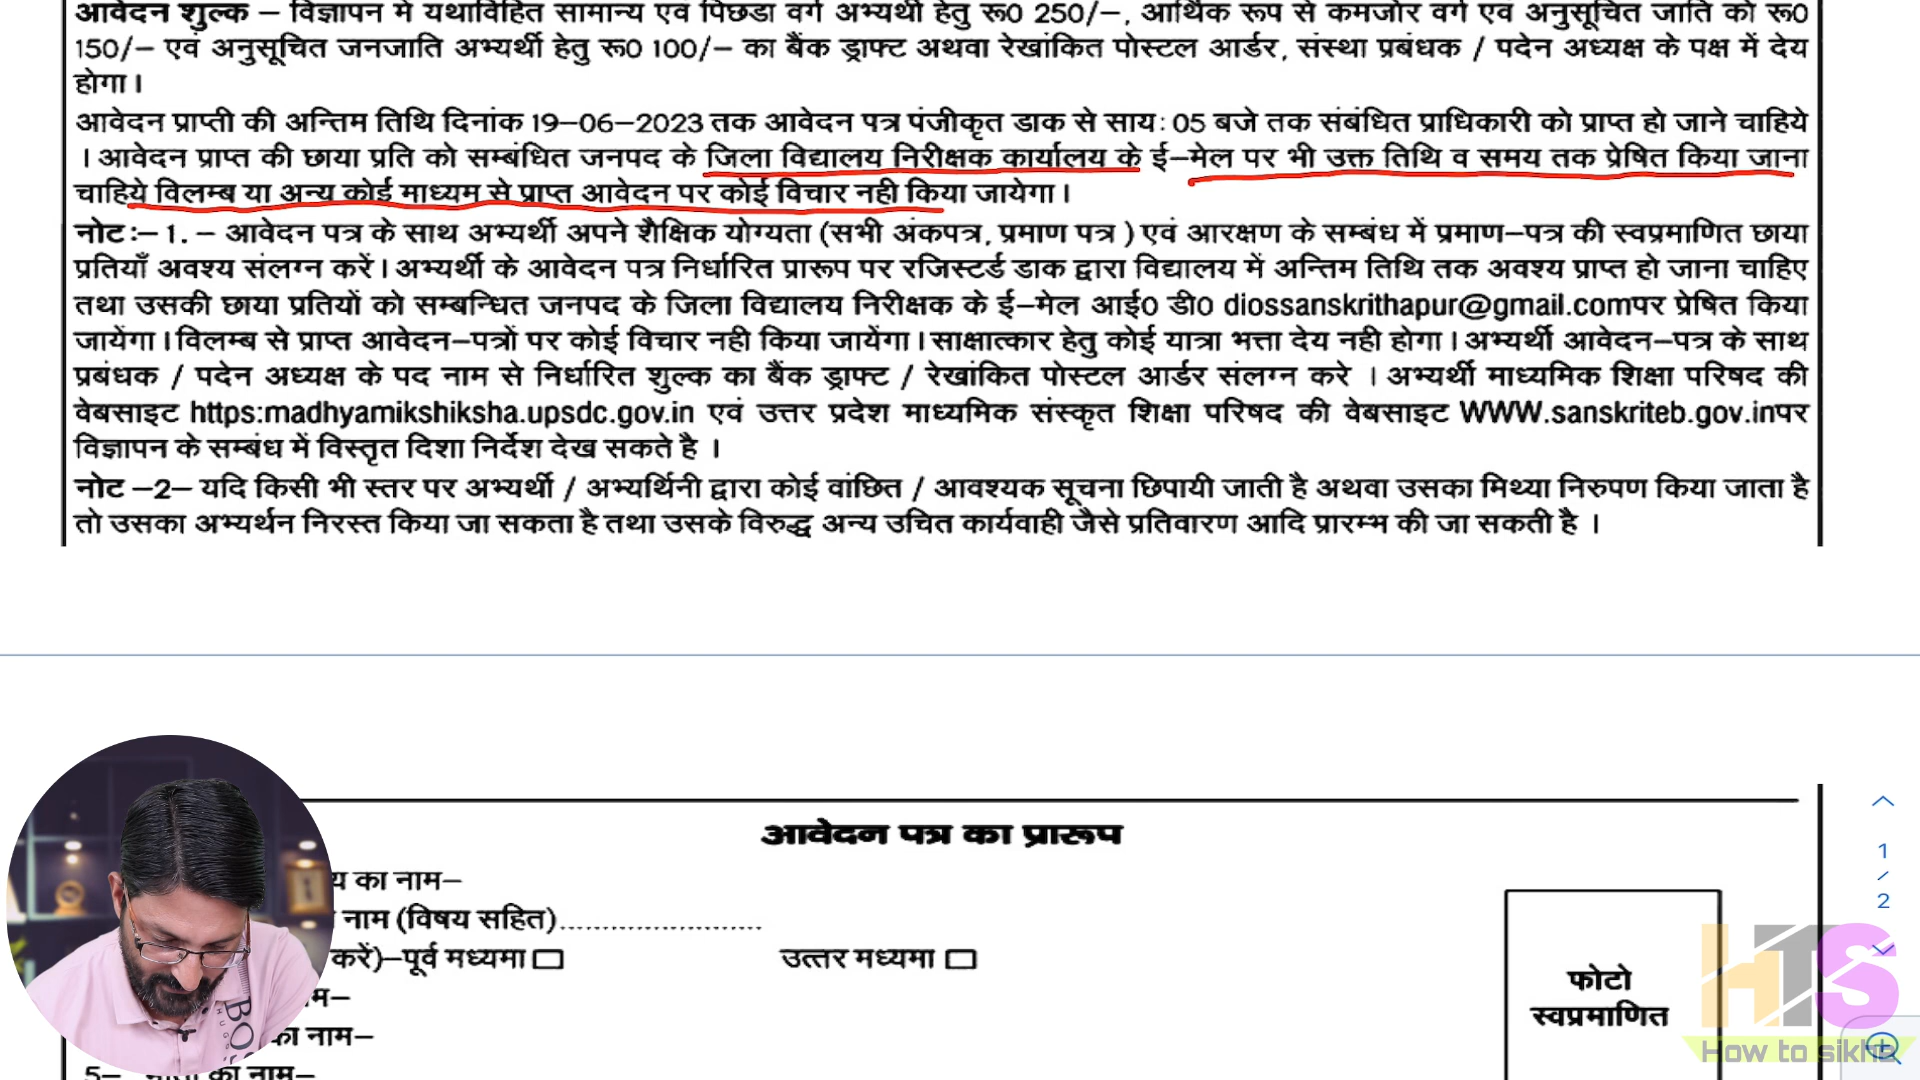 आवेदन शुल्क – विज्ञापन मे यथाविहित सामान्य एवं पिछडा वर्ग अभ्यर्थी हेतु रू0 250/–, आर्थिक रूप से कमजोर वर्ग एवं अनुसूचित जाति को रू0
150/– एवं अनुसूचित जनजाति अभ्यर्थी हेतु रू0 100/– का बैंक ड्राफ्ट अथवा रेखांकित पोस्टल आर्डर, संस्था प्रबंधक / पदेन अध्यक्ष के पक्ष में देय
होगा।
आवेदन प्राप्ती की अन्तिम तिथि दिनांक 19–06–2023 तक आवेदन पत्र पंजीकृत डाक से सायः 05 बजे तक संबंधित प्राधिकारी को प्राप्त हो जाने चाहिये
। आवेदन प्राप्त की छाया प्रति को सम्बंधित जनपद के जिला विद्यालय निरीक्षक कार्यालय के ई–मेल पर भी उक्त तिथि व समय तक प्रेषित किया जाना
चाहिये विलम्ब या अन्य कोई माध्यम से प्राप्त आवेदन पर कोई विचार नही किया जायेगा।
नोटः– 1. – आवेदन पत्र के साथ अभ्यर्थी अपने शैक्षिक योग्यता (सभी अंकपत्र, प्रमाण पत्र ) एवं आरक्षण के सम्बंध में प्रमाण–पत्र की स्वप्रमाणित छाया
प्रतियाँ अवश्य संलग्न करें। अभ्यर्थी के आवेदन पत्र निर्धारित प्रारूप पर रजिस्टर्ड डाक द्वारा विद्यालय में अन्तिम तिथि तक अवश्य प्राप्त हो जाना चाहिए
तथा उसकी छाया प्रतियों को सम्बन्धित जनपद के जिला विद्यालय निरीक्षक के ई–मेल आई0 डी0 diossanskrithapur@gmail.comपर प्रेषित किया
जायेंगा। विलम्ब से प्राप्त आवेदन–पत्रों पर कोई विचार नही किया जायेंगा। साक्षात्कार हेतु कोई यात्रा भत्ता देय नही होगा। अभ्यर्थी आवेदन–पत्र के साथ
प्रबंधक / पदेन अध्यक्ष के पद नाम से निर्धारित शुल्क का बैंक ड्राफ्ट / रेखांकित पोस्टल आर्डर संलग्न करे । अभ्यर्थी माध्यमिक शिक्षा परिषद की
वेबसाइट https:madhyamikshiksha.upsdc.gov.in एवं उत्तर प्रदेश माध्यमिक संस्कृत शिक्षा परिषद की वेबसाइट WWW.sanskriteb.gov.inपर
विज्ञापन के सम्बंध में विस्तृत दिशा निर्देश देख सकते है ।
नोट –2– यदि किसी भी स्तर पर अभ्यर्थी / अभ्यर्थिनी द्वारा कोई वांछित / आवश्यक सूचना छिपायी जाती है अथवा उसका मिथ्या निरुपण किया जाता है
तो उसका अभ्यर्थन निरस्त किया जा सकता है तथा उसके विरुद्ध अन्य उचित कार्यवाही जैसे प्रतिवारण आदि प्रारम्भ की जा सकती है ।
आवेदन पत्र का प्रारूप
य का नाम–
नाम (विषय सहित)........................
करें)–पूर्व मध्यमा उत्तर मध्यमा
म–
का नाम–
5– माता का नाम–
फोटो
स्वप्रमाणित
1
/
2
HTS
How to sikhe
BOSS
HUGO